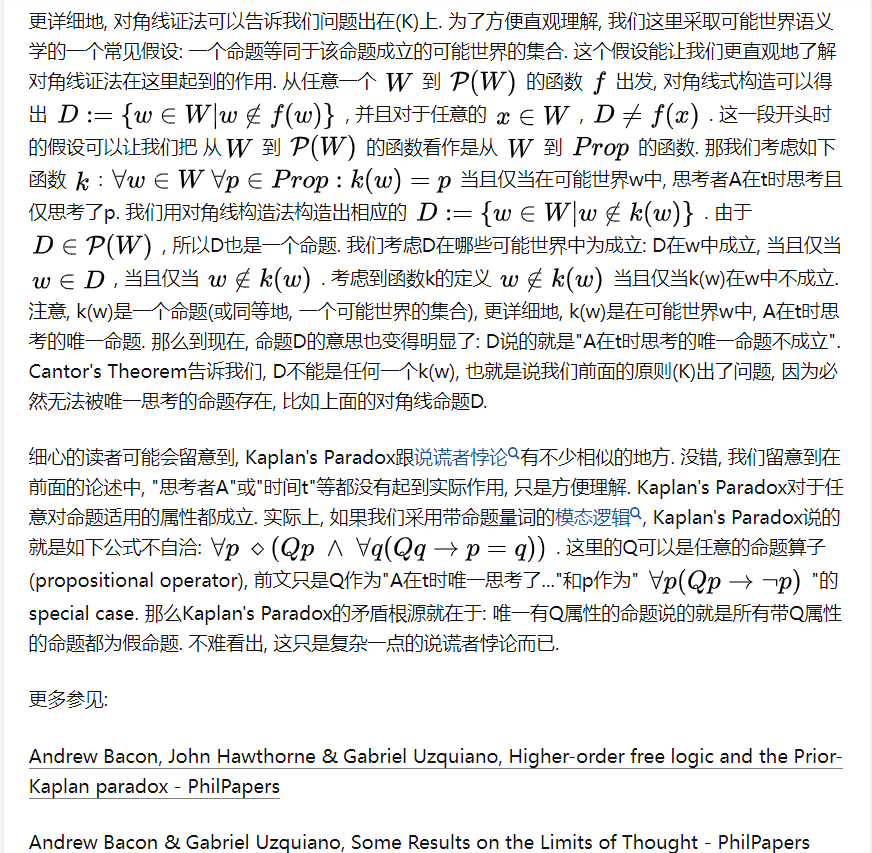 更详细地, 对角线证法可以告诉我们问题出在(K)上. 为了方便直观理解, 我们这里采取可能世界语义
学的一个常见假设: 一个命题等同于该命题成立的可能世界的集合. 这个假设能让我们更直观地了解
对角线证法在这里起到的作用. 从任意一个 W 到 𝒫(W) 的函数 f 出发, 对角线式构造可以得
出 D := {w ∈ W|w ∉ f(w)} , 并且对于任意的 x ∈ W , D ≠ f(x) . 这一段开头时
的假设可以让我们把 从 W 到 𝒫(W) 的函数看作是从 W 到 Prop 的函数. 那我们考虑如下
函数 k : ∀w ∈ W ∀p ∈ Prop : k(w) = p 当且仅当在可能世界w中, 思考者A在t时思考且
仅思考了p. 我们用对角线构造法构造出相应的 D := {w ∈ W|w ∉ k(w)} . 由于
D ∈ 𝒫(W) , 所以D也是一个命题. 我们考虑D在哪些可能世界中为成立: D在w中成立, 当且仅当
w ∈ D , 当且仅当 w ∉ k(w) . 考虑到函数k的定义 w ∉ k(w) 当且仅当k(w)在w中不成立.
注意, k(w)是一个命题(或同等地, 一个可能世界的集合), 更详细地, k(w)是在可能世界w中, A在t时思
考的唯一命题. 那么到现在, 命题D的意思也变得明显了: D说的就是"A在t时思考的唯一命题不成立".
Cantor's Theorem告诉我们, D不能是任何一个k(w), 也就是说我们前面的原则(K)出了问题, 因为必
然无法被唯一思考的命题存在, 比如上面的对角线命题D.
细心的读者可能会留意到, Kaplan's Paradox跟说谎者悖论有不少相似的地方. 没错, 我们留意到在
前面的论述中, "思考者A"或"时间t"等都没有起到实际作用, 只是方便理解. Kaplan's Paradox对于任
意对命题适用的属性都成立. 实际上, 如果我们采用带命题量词的模态逻辑, Kaplan's Paradox说的
就是如下公式不自洽: ∀p ⋄ (Qp ∧ ∀q(Qq → p = q)) . 这里的Q可以是任意的命题算子
(propositional operator), 前文只是Q作为"A在t时唯一思考了..."和p作为" ∀p(Qp → ¬p) "的
special case. 那么Kaplan's Paradox的矛盾根源就在于: 唯一有Q属性的命题说的就是所有带Q属性
的命题都为假命题. 不难看出, 这只是复杂一点的说谎者悖论而已.
更多参见:
Andrew Bacon, John Hawthorne & Gabriel Uzquiano, Higher-order free logic and the Prior-
Kaplan paradox - PhilPapers
Andrew Bacon & Gabriel Uzquiano, Some Results on the Limits of Thought - PhilPapers